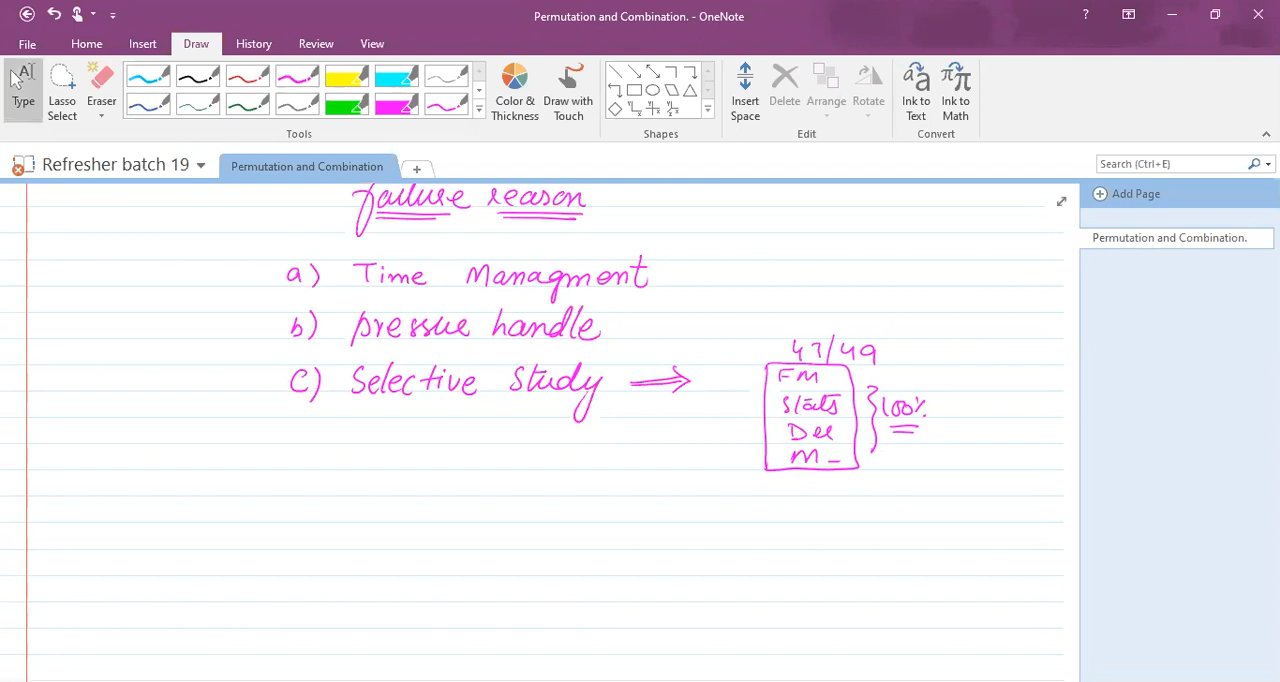 Permutation and Combination. - OneNote
?
File Home Insert Draw History Review View
Type
Lasso Select
Eraser
Color & Thickness
Draw with Touch
Insert Space
Delete
Arrange
Rotate
Ink to Text
Ink to Math
Tools
Shapes
Edit
Convert
Refresher batch 19
Permutation and Combination
Search (Ctrl+E)
Add Page
Permutation and Combination.
failure reason
a) Time Managment
b) pressue handle
c) Selective Study ⇒
47/49
FM
Stats
M _
100%